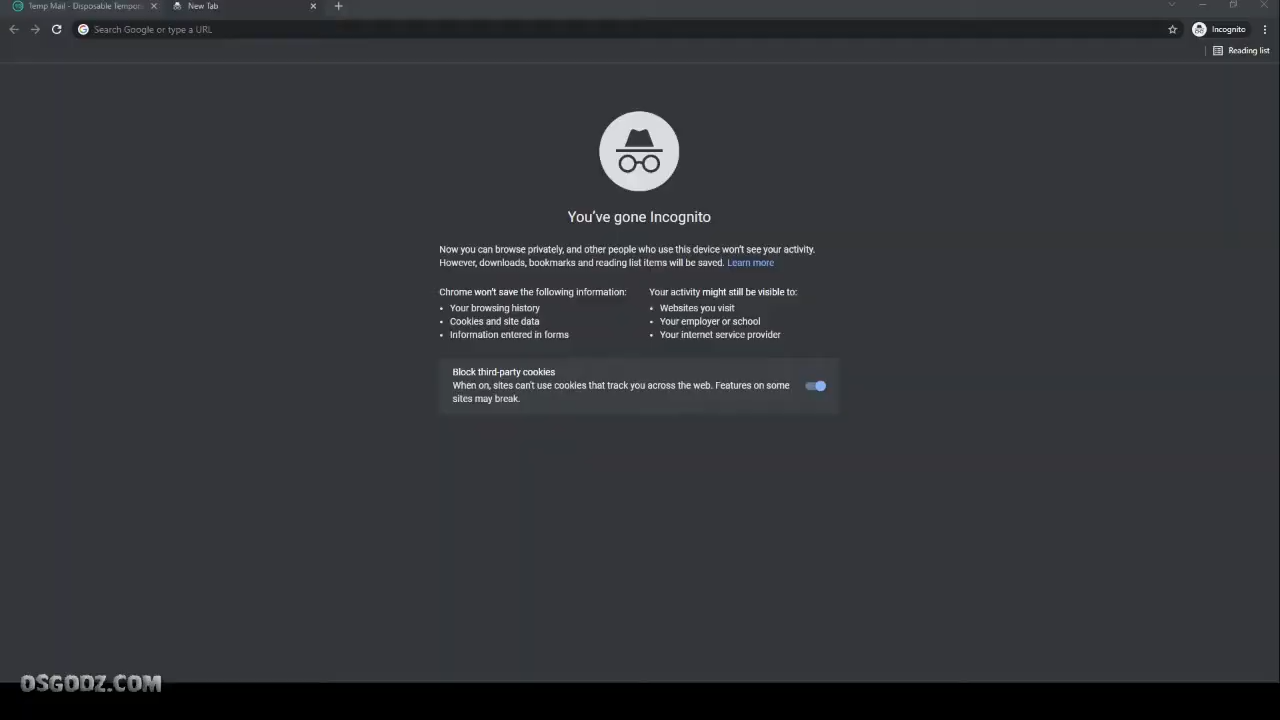 Temp Mail - Disposable Tempora
New Tab
Search Google or type a URL
Incognito
Reading list
You've gone Incognito
Now you can browse privately, and other people who use this device won't see your activity.
However, downloads, bookmarks and reading list items will be saved. Learn more
Chrome won't save the following information:
Your browsing history
Cookies and site data
Information entered in forms
Your activity might still be visible to:
Websites you visit
Your employer or school
Your internet service provider
Block third-party cookies
When on, sites can't use cookies that track you across the web. Features on some
sites may break.
OSGODZ.COM